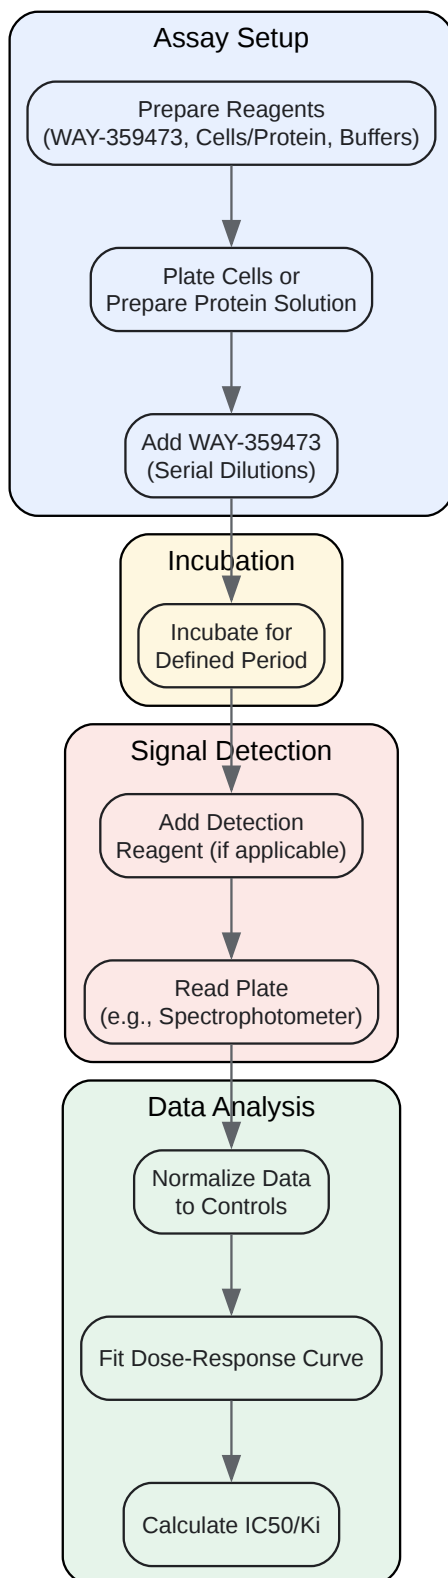 Assay Setup
Prepare Reagents
(WAY-359473, Cells/Protein, Buffers)
Plate Cells or
Prepare Protein Solution
Add WAY-359473
(Serial Dilutions)
Incubation
Incubate for
Defined Period
Signal Detection
Add Detection
Reagent (if applicable)
Read Plate
(e.g., Spectrophotometer)
Data Analysis
Normalize Data
to Controls
Fit Dose-Response Curve
Calculate IC50/Ki